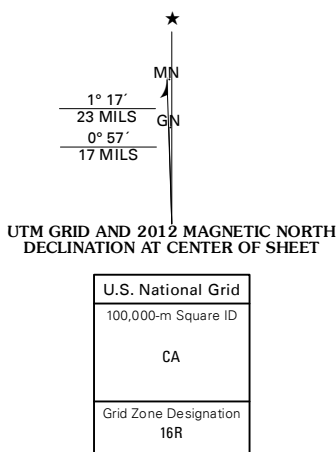 ★
MN
1° 17´
23 MILS
GN
0° 57´
17 MILS
UTM GRID AND 2012 MAGNETIC NORTH
DECLINATION AT CENTER OF SHEET
U.S. National Grid
100,000-m Square ID
CA
Grid Zone Designation
16R